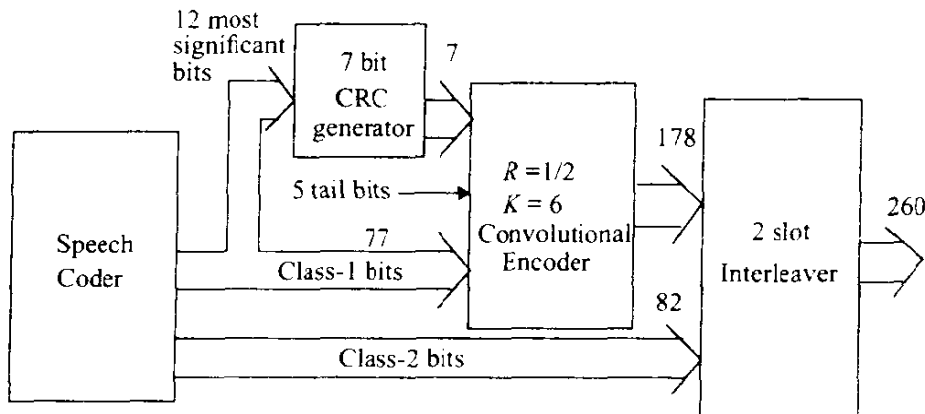 12 most
significant
bits
7 bit
CRC
generator
7
5 tail bits
R = 1/2
K = 6
Convolutional
Encoder
178
2 slot
Interleaver
260
Speech
Coder
77
Class-1 bits
82
Class-2 bits